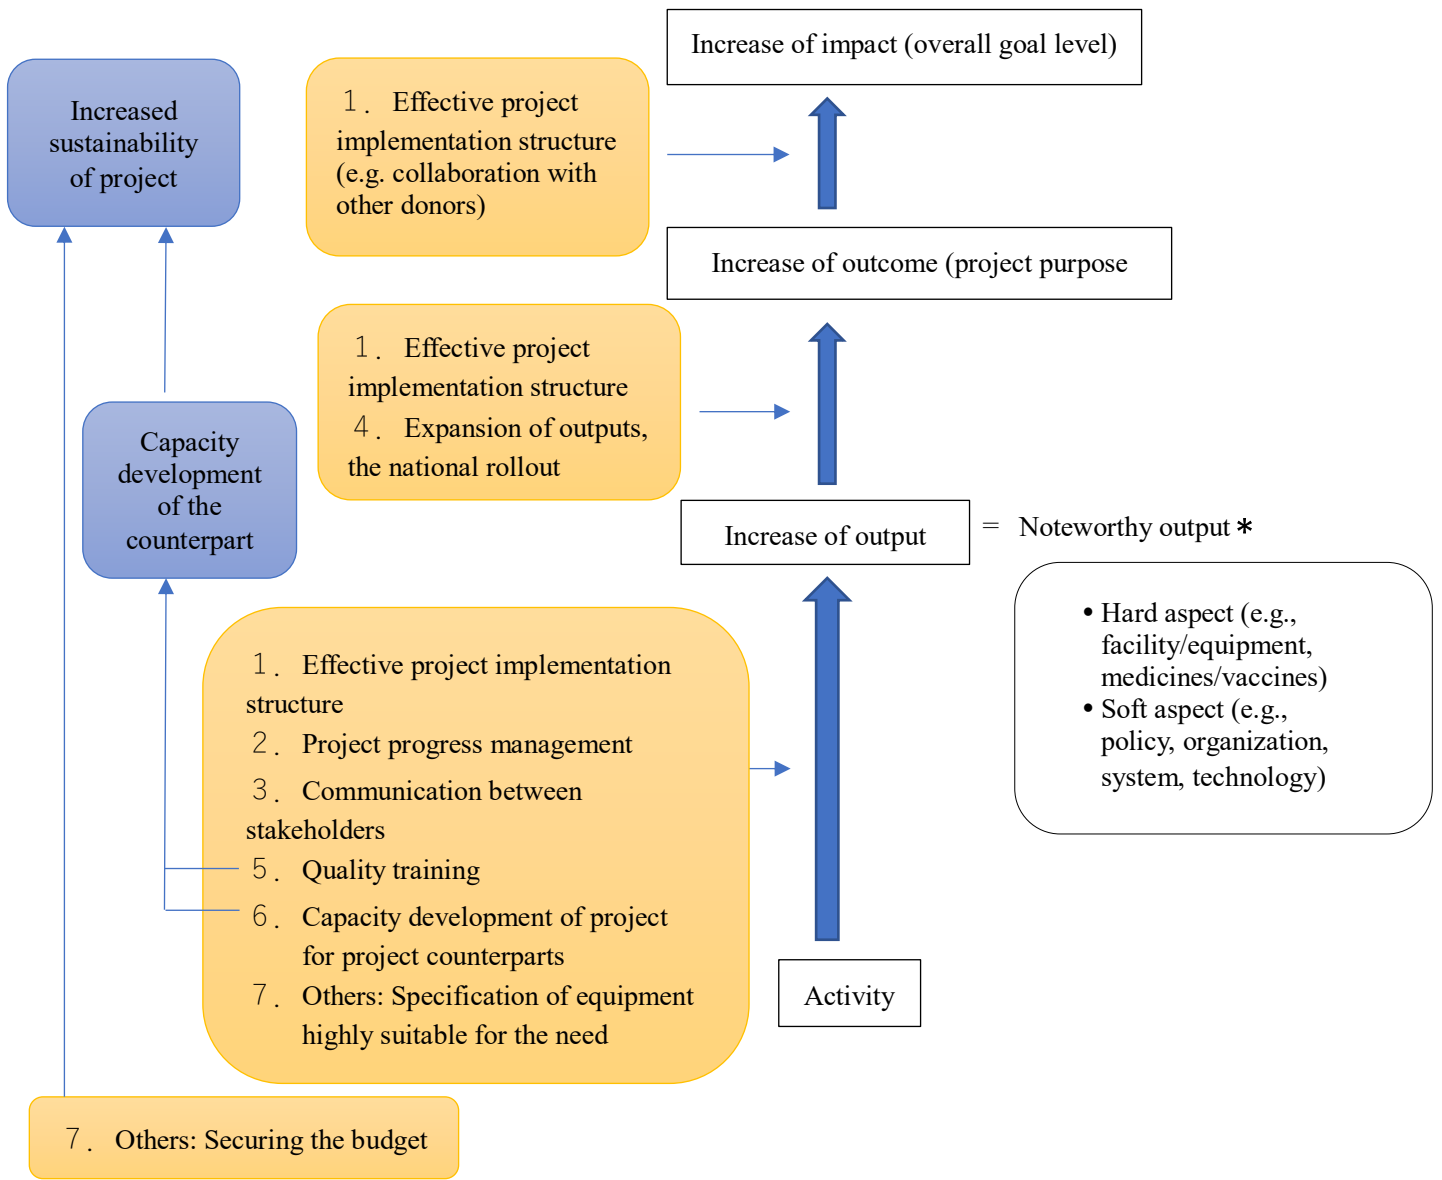 Increase of impact (overall goal level)
Increased
sustainability
of project
1. Effective project
implementation structure
(e.g. collaboration with
other donors)
Increase of outcome (project purpose
1. Effective project
implementation structure
4. Expansion of outputs,
the national rollout
Capacity
development
of the
counterpart
Increase of output
= Noteworthy output *
• Hard aspect (e.g.,
facility/equipment,
medicines/vaccines)
• Soft aspect (e.g.,
policy, organization,
system, technology)
1. Effective project implementation
structure
2. Project progress management
3. Communication between
stakeholders
5. Quality training
6. Capacity development of project
for project counterparts
7. Others: Specification of equipment
highly suitable for the need
Activity
7. Others: Securing the budget